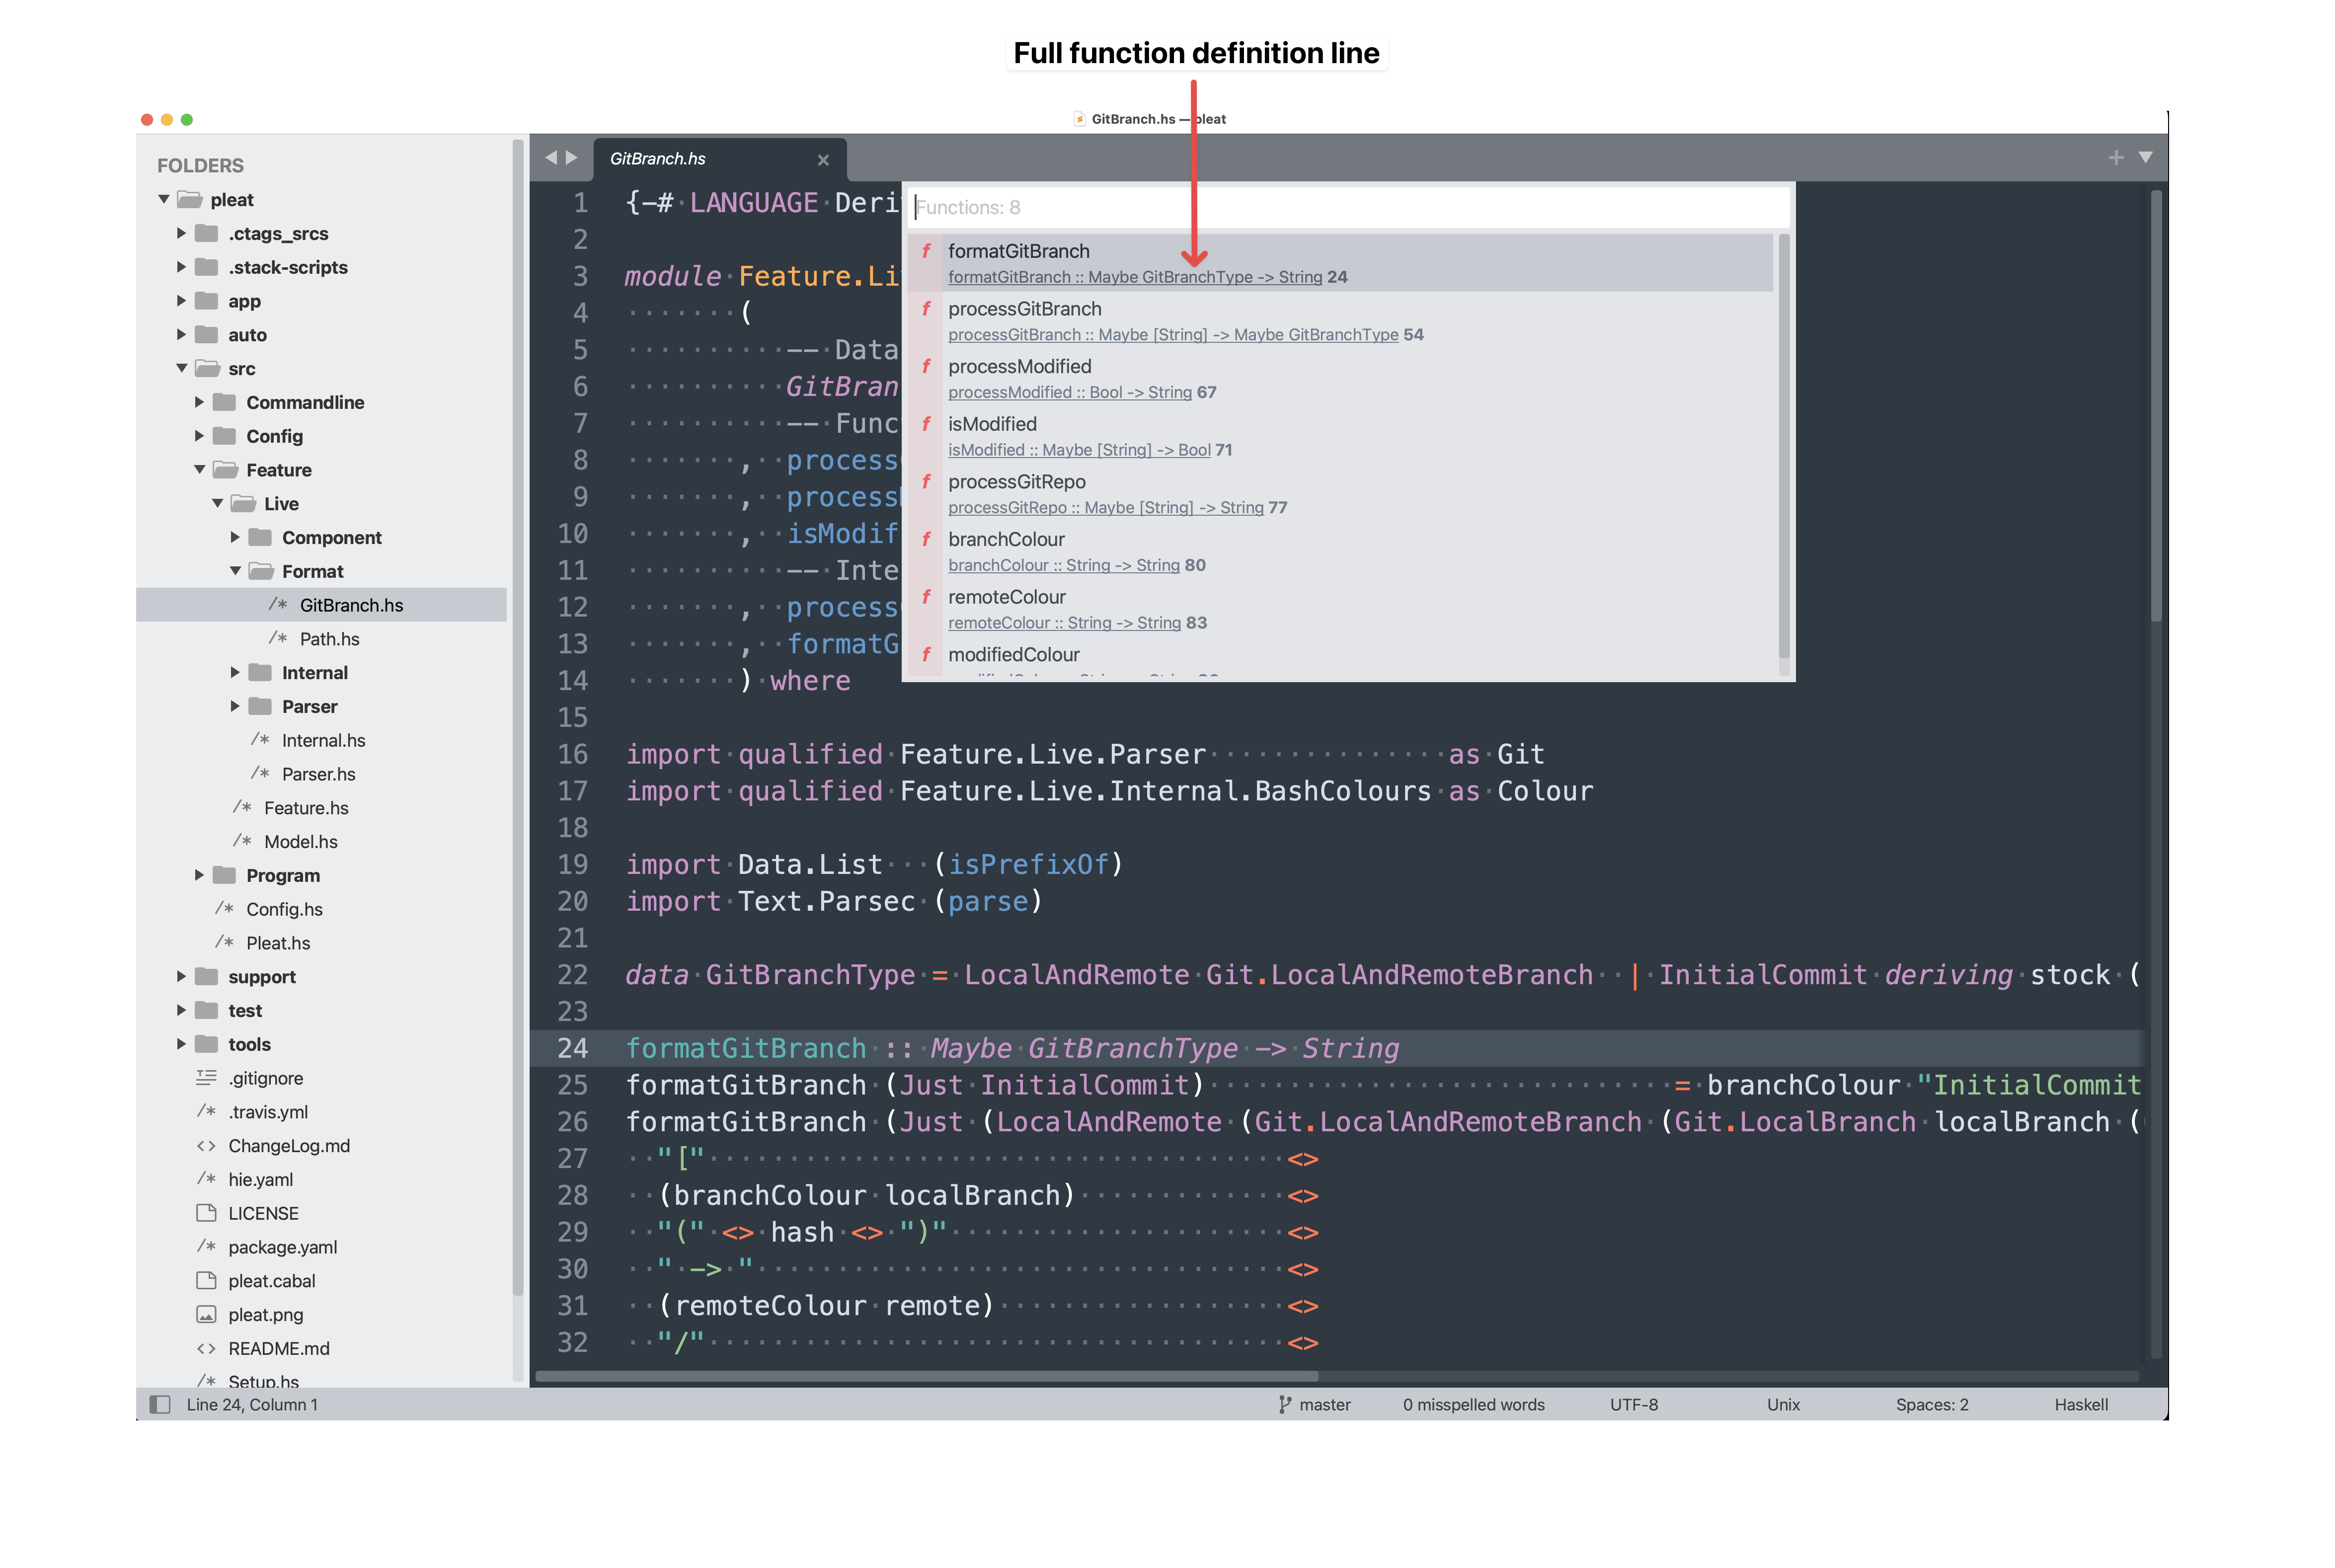 Full function definition line
GitBranch.hs — pleat
FOLDERS
pleat
.ctags_srcs
.stack-scripts
app
auto
src
Commandline
Config
Feature
Live
Component
Format
/* GitBranch.hs
/* Path.hs
Internal
Parser
/* Internal.hs
/* Parser.hs
/* Feature.hs
/* Model.hs
Program
/* Config.hs
/* Pleat.hs
support
test
tools
.gitignore
/* .travis.yml
<> ChangeLog.md
/* hie.yaml
LICENSE
/* package.yaml
pleat.cabal
pleat.png
<> README.md
/* Setup.hs
GitBranch.hs ×
Functions: 8
f formatGitBranch
formatGitBranch :: Maybe GitBranchType -> String 24
f processGitBranch
processGitBranch :: Maybe [String] -> Maybe GitBranchType 54
f processModified
processModified :: Bool -> String 67
f isModified
isModified :: Maybe [String] -> Bool 71
f processGitRepo
processGitRepo :: Maybe [String] -> String 77
f branchColour
branchColour :: String -> String 80
f remoteColour
remoteColour :: String -> String 83
f modifiedColour
1 {-# LANGUAGE Deri
2
3 module Feature.Li
4 (
5 -- Data
6 GitBran
7 -- Func
8 , process
9 , process
10 , isModif
11 -- Inte
12 , process
13 , formatG
14 ) where
15
16 import qualified Feature.Live.Parser as Git
17 import qualified Feature.Live.Internal.BashColours as Colour
18
19 import Data.List (isPrefixOf)
20 import Text.Parsec (parse)
21
22 data GitBranchType = LocalAndRemote Git.LocalAndRemoteBranch | InitialCommit deriving stock (
23
24 formatGitBranch :: Maybe GitBranchType -> String
25 formatGitBranch (Just InitialCommit) = branchColour "InitialCommit
26 formatGitBranch (Just (LocalAndRemote (Git.LocalAndRemoteBranch (Git.LocalBranch localBranch (
27 "[" <>
28 (branchColour localBranch) <>
29 "(" <> hash <> ")" <>
30 " -> " <>
31 (remoteColour remote) <>
32 "/" <>
Line 24, Column 1
master
0 misspelled words
UTF-8
Unix
Spaces: 2
Haskell